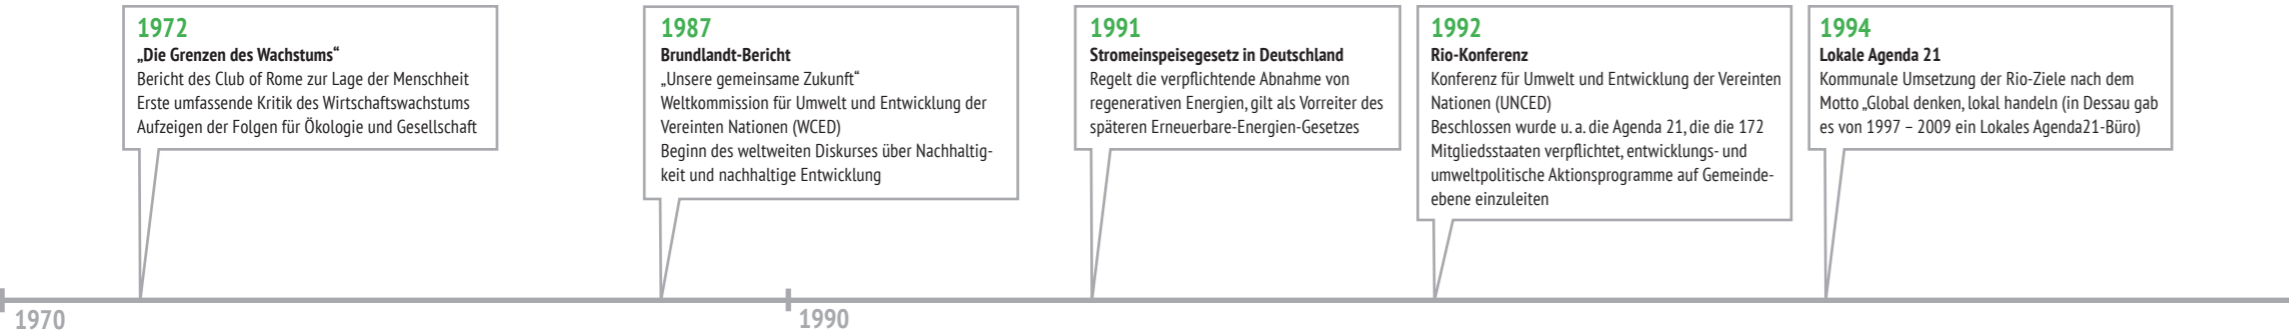 1972
„Die Grenzen des Wachstums“
Bericht des Club of Rome zur Lage der Menschheit
Erste umfassende Kritik des Wirtschaftswachstums
Aufzeigen der Folgen für Ökologie und Gesellschaft
1987
Brundlandt-Bericht
„Unsere gemeinsame Zukunft“
Weltkommission für Umwelt und Entwicklung der
Vereinten Nationen (WCED)
Beginn des weltweiten Diskurses über Nachhaltig-
keit und nachhaltige Entwicklung
1991
Stromeinspeisegesetz in Deutschland
Regelt die verpflichtende Abnahme von
regenerativen Energien, gilt als Vorreiter des
späteren Erneuerbare-Energien-Gesetzes
1992
Rio-Konferenz
Konferenz für Umwelt und Entwicklung der Vereinten
Nationen (UNCED)
Beschlossen wurde u. a. die Agenda 21, die die 172
Mitgliedsstaaten verpflichtet, entwicklungs- und
umweltpolitische Aktionsprogramme auf Gemeinde-
ebene einzuleiten
1994
Lokale Agenda 21
Kommunale Umsetzung der Rio-Ziele nach dem
Motto „Global denken, lokal handeln (in Dessau gab
es von 1997 – 2009 ein Lokales Agenda21-Büro)
1970
1990